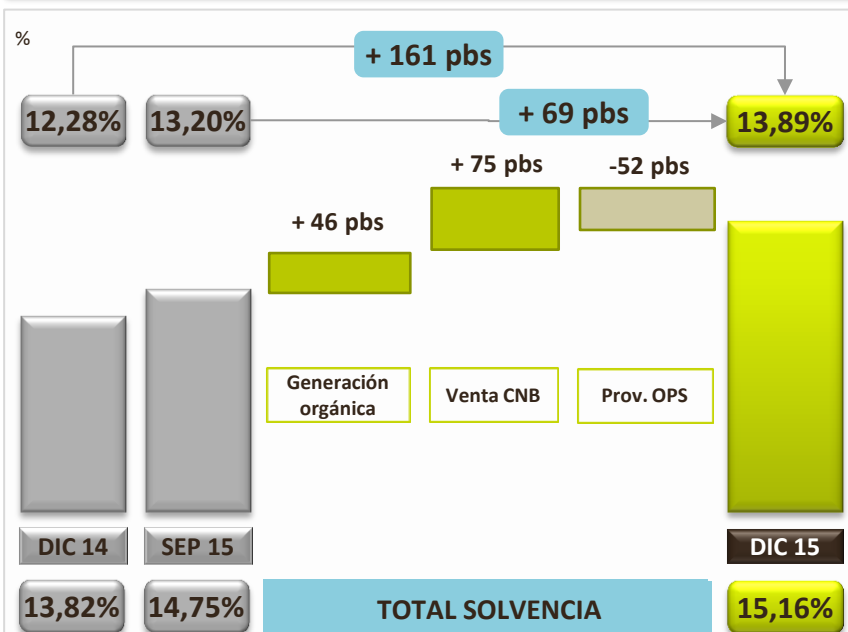 %
+ 161 pbs
12,28% 13,20% + 69 pbs 13,89%
+ 46 pbs
+ 75 pbs
-52 pbs
Generación
orgánica
Venta CNB
Prov. OPS
DIC 14 SEP 15 DIC 15
13,82% 14,75% TOTAL SOLVENCIA 15,16%